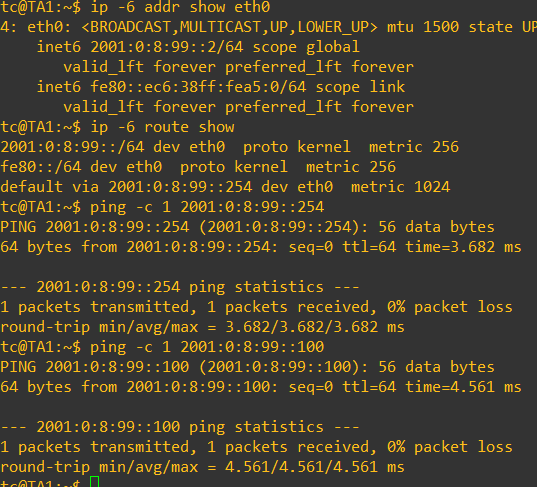 tc@TA1:~$ ip -6 addr show eth0
4: eth0: <BROADCAST,MULTICAST,UP,LOWER_UP> mtu 1500 state UP
inet6 2001:0:8:99::2/64 scope global
valid_lft forever preferred_lft forever
inet6 fe80::ec6:38ff:fea5:0/64 scope link
valid_lft forever preferred_lft forever
tc@TA1:~$ ip -6 route show
2001:0:8:99::/64 dev eth0  proto kernel  metric 256
fe80::/64 dev eth0  proto kernel  metric 256
default via 2001:0:8:99::254 dev eth0  metric 1024
tc@TA1:~$ ping -c 1 2001:0:8:99::254
PING 2001:0:8:99::254 (2001:0:8:99::254): 56 data bytes
64 bytes from 2001:0:8:99::254: seq=0 ttl=64 time=3.682 ms
--- 2001:0:8:99::254 ping statistics ---
1 packets transmitted, 1 packets received, 0% packet loss
round-trip min/avg/max = 3.682/3.682/3.682 ms
tc@TA1:~$ ping -c 1 2001:0:8:99::100
PING 2001:0:8:99::100 (2001:0:8:99::100): 56 data bytes
64 bytes from 2001:0:8:99::100: seq=0 ttl=64 time=4.561 ms
--- 2001:0:8:99::100 ping statistics ---
1 packets transmitted, 1 packets received, 0% packet loss
round-trip min/avg/max = 4.561/4.561/4.561 ms
tc@TA1:~$